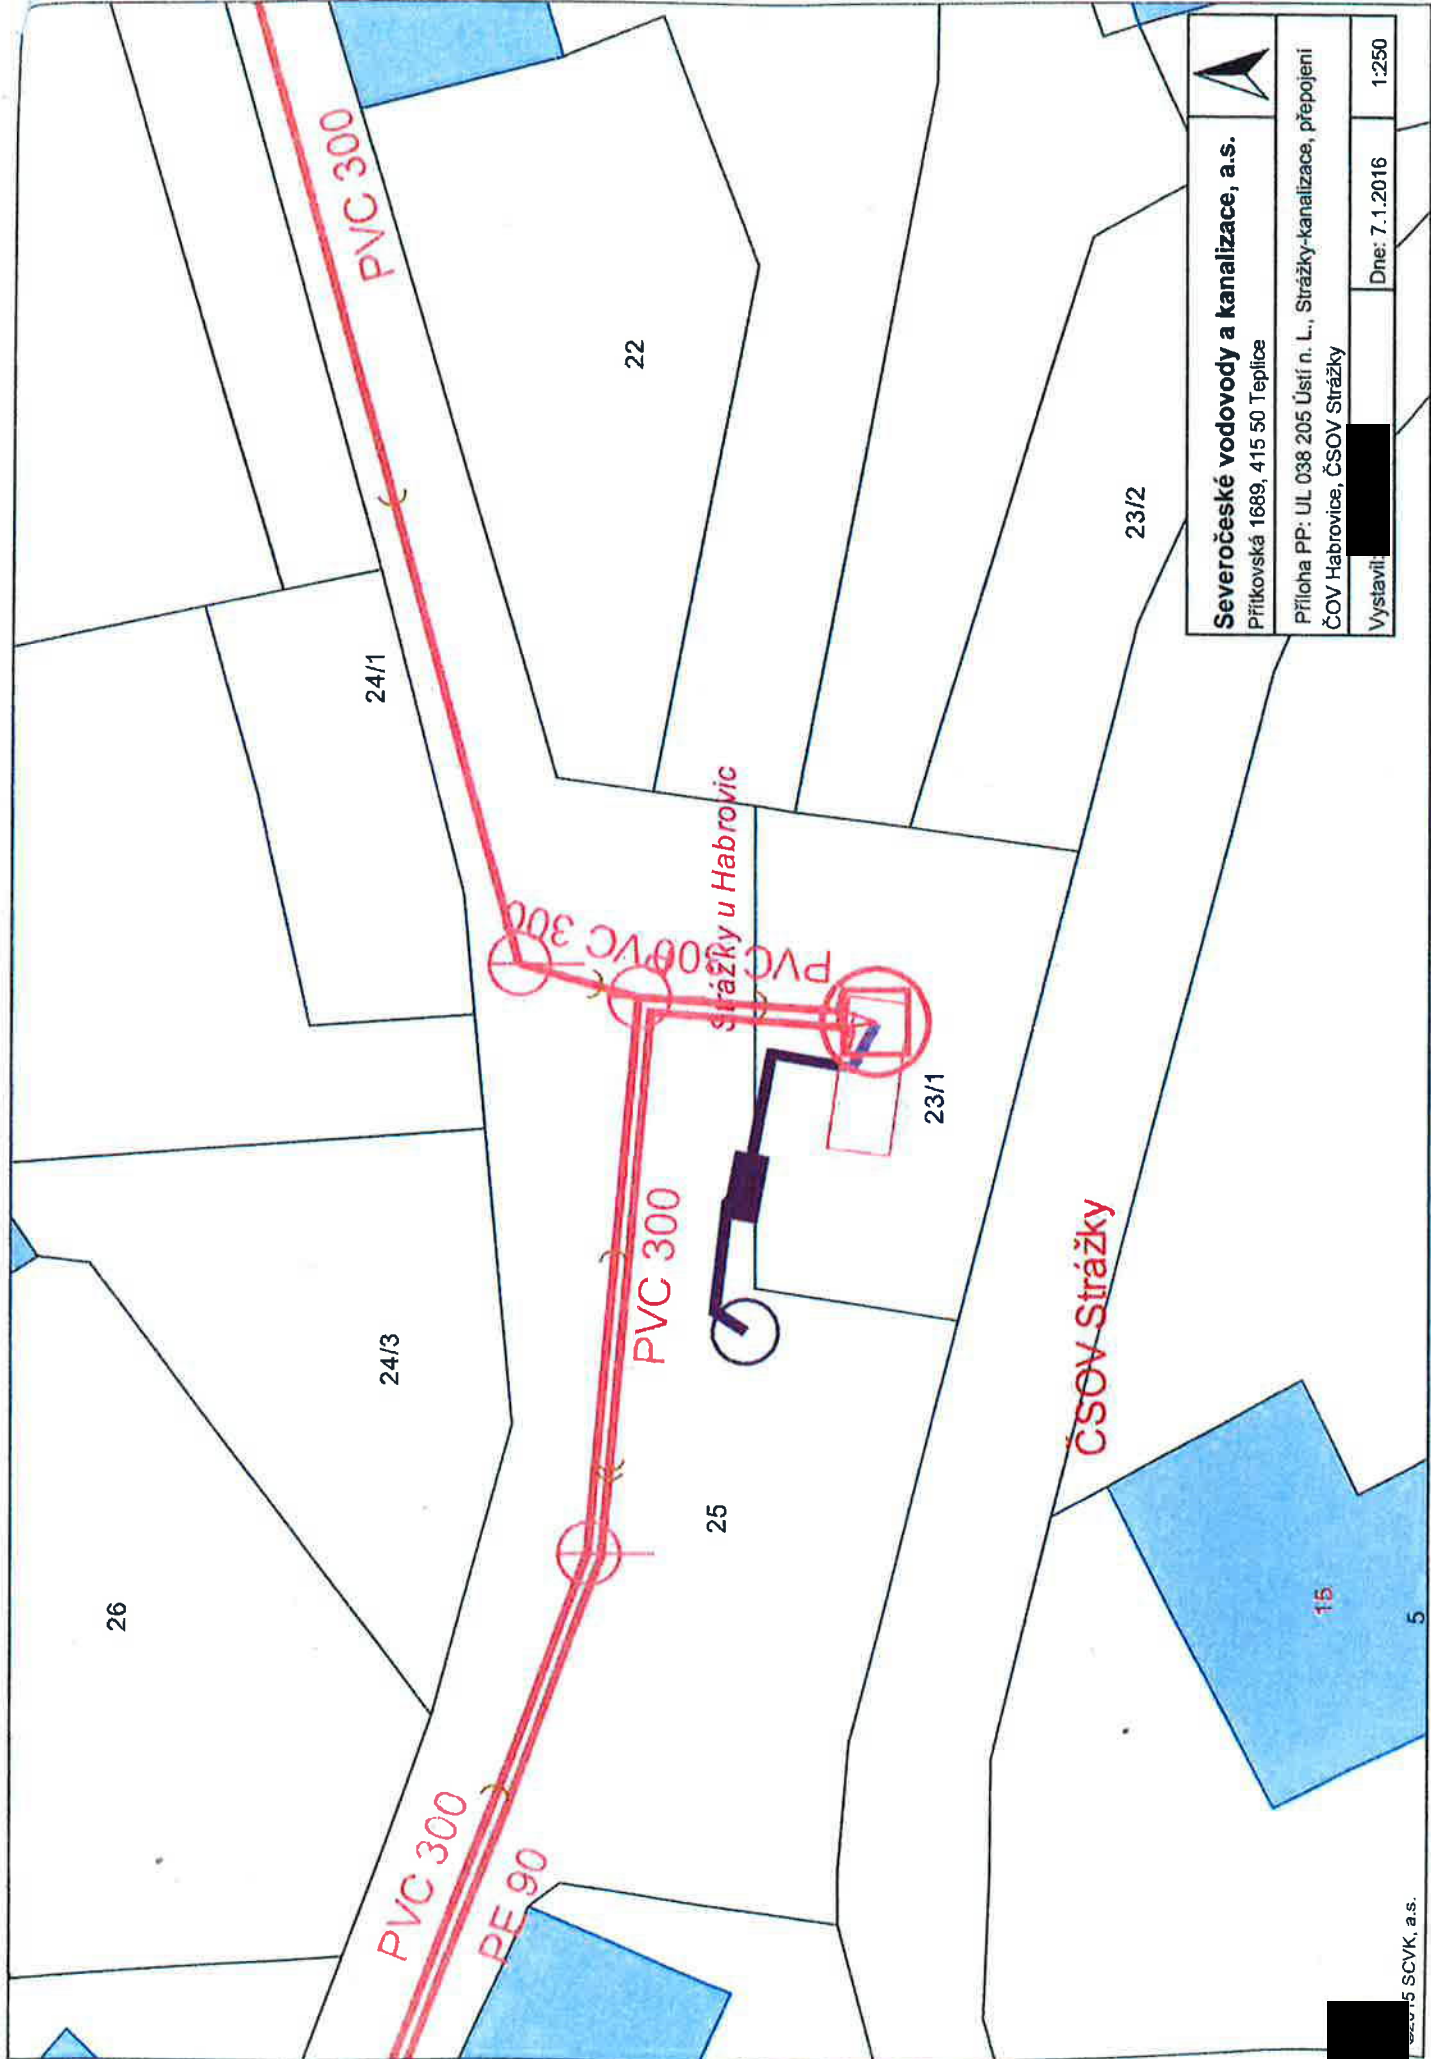 PVC 300
22
24/1
23/2
PVC 300
PVC 300
Strážky u Habrovic
23/1
PVC 300
24/3
ČSOV Strážky
26
25
15
5
PVC 300
PE 90
Severočeské vodovody a kanalizace, a.s.
Přítkovská 1689, 415 50 Teplice
Příloha PP: UL 038 205 Ústí n. L., Strážky-kanalizace, přepojení
ČOV Habrovice, ČSOV Strážky
Vystavil:
Dne: 7.1.2016
1:250
SCVK, a.s.